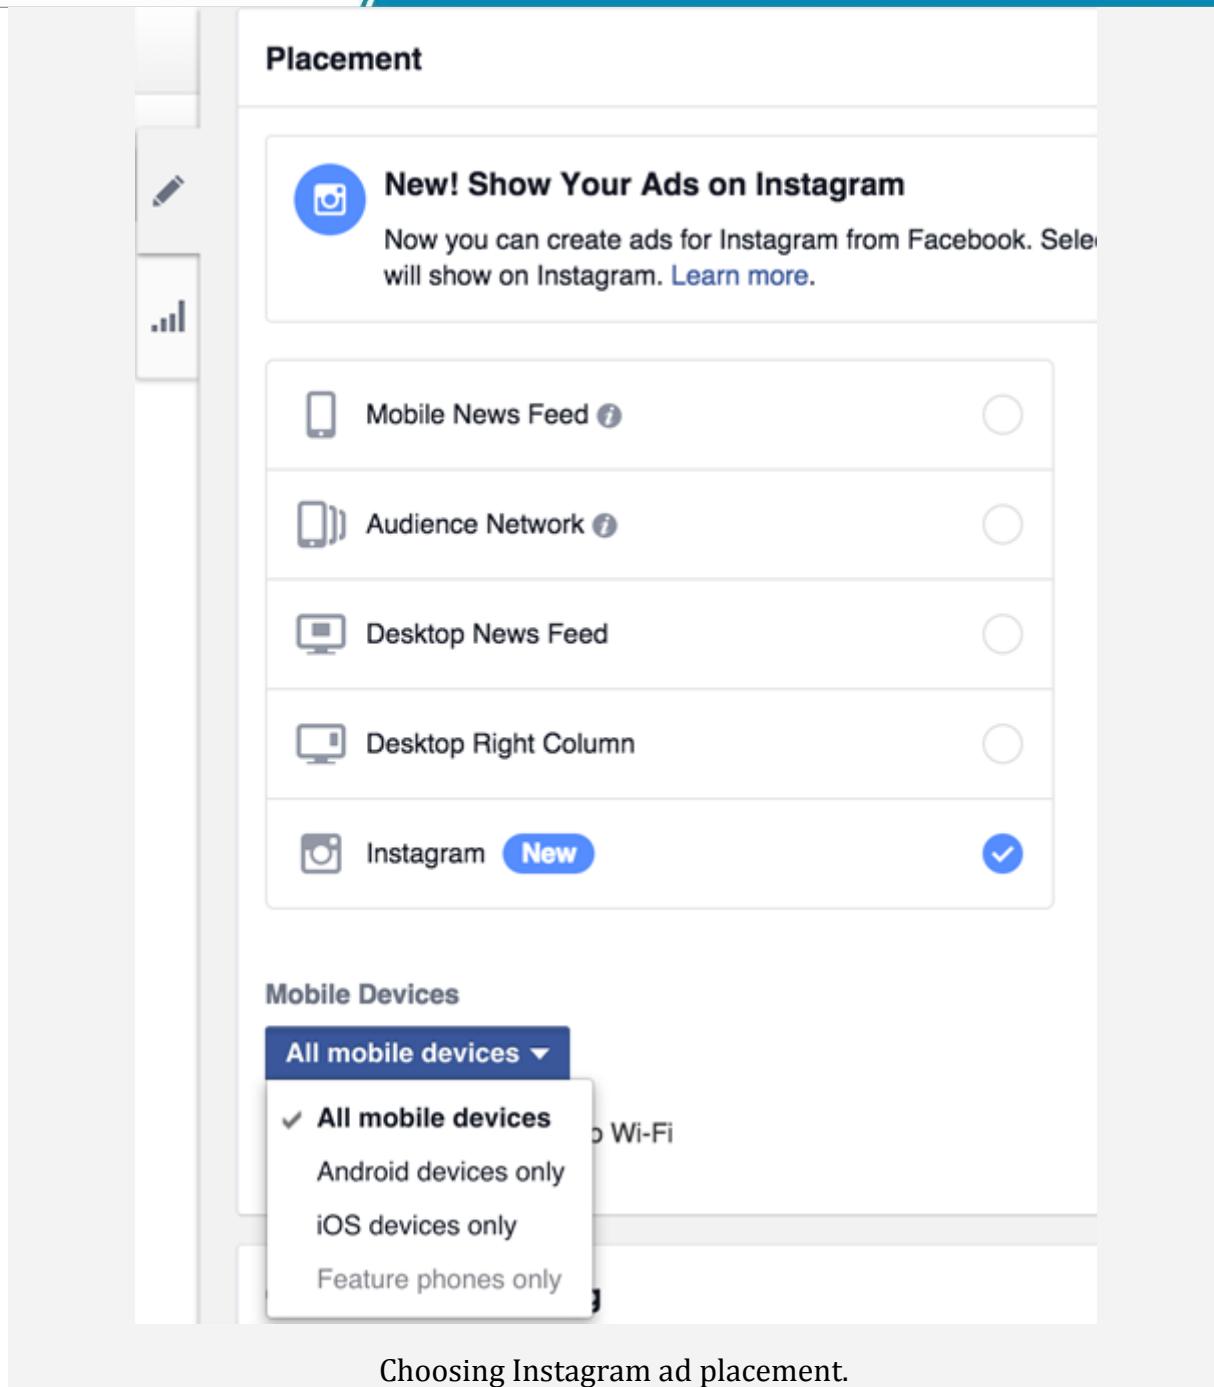 Placement
New! Show Your Ads on Instagram
Now you can create ads for Instagram from Facebook.
will show on Instagram. Learn more.
Mobile News Feed
Audience Network
Desktop News Feed
Desktop Right Column
Instagram New
Mobile Devices
All mobile devices
All mobile devices
Wi-Fi
Android devices only
iOS devices only
Feature phones only
Choosing Instagram ad placement.